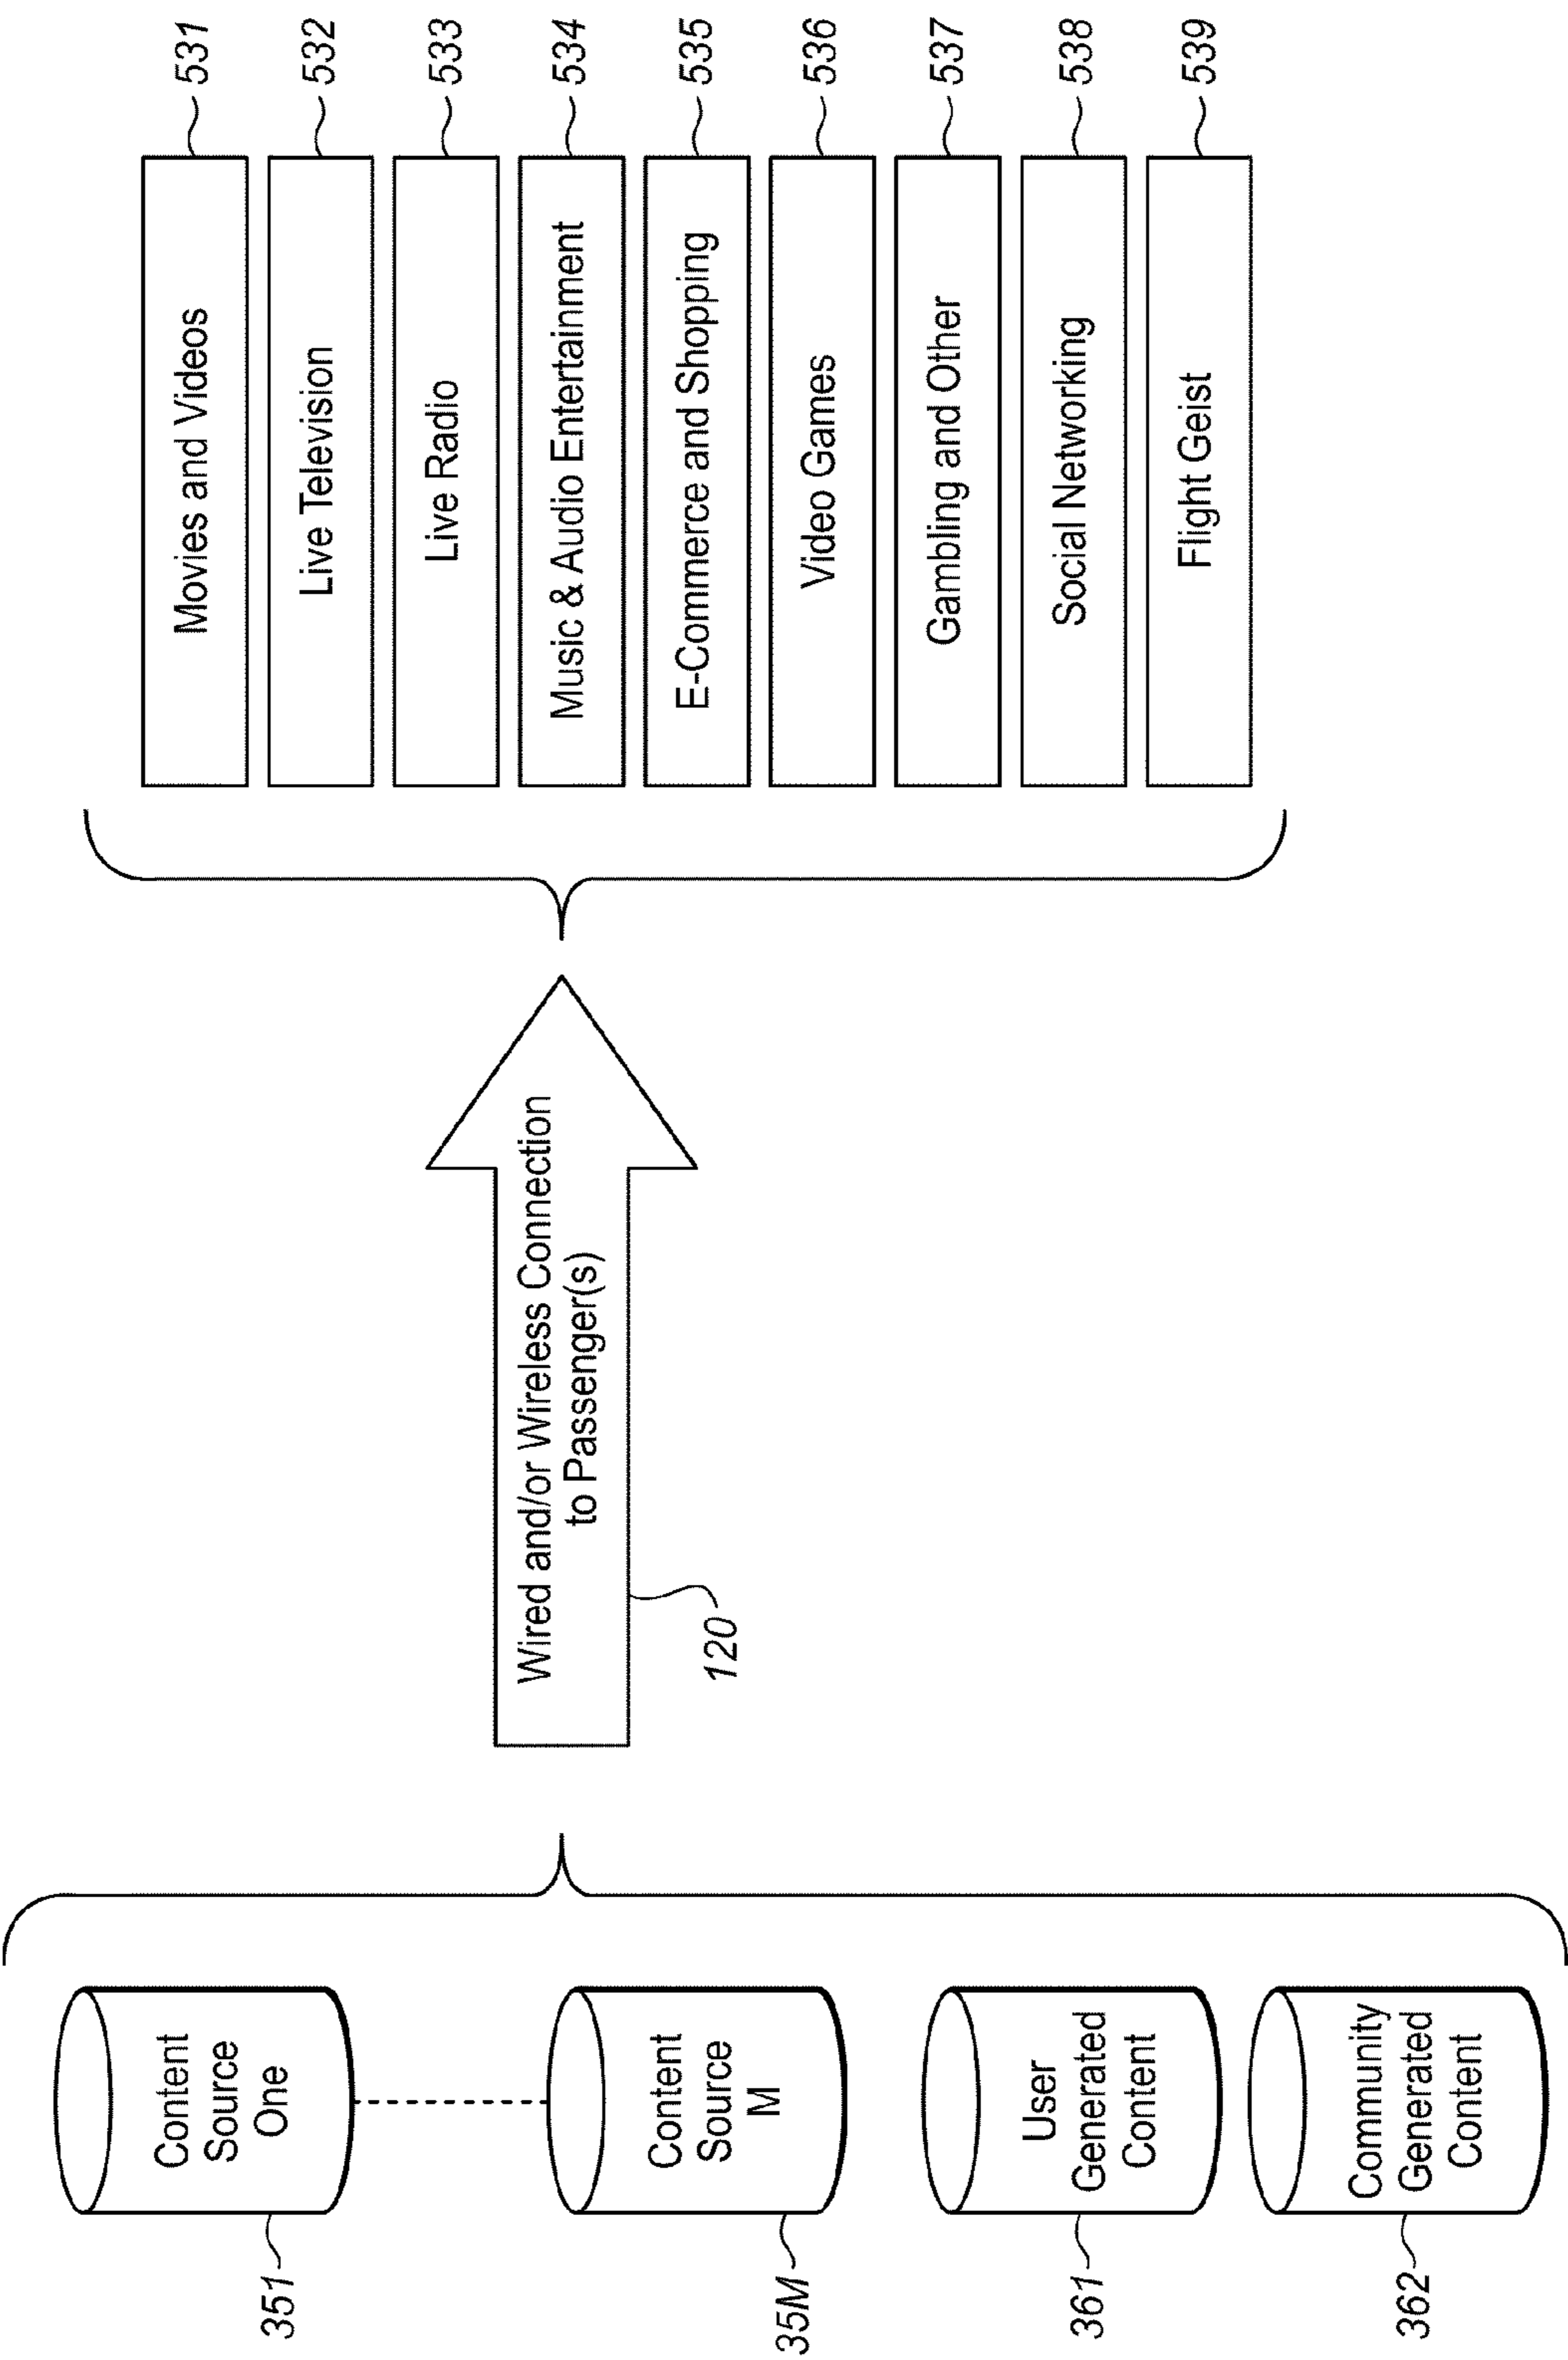 351
Content
Source
One
35M
Content
Source
M
361
User
Generated
Content
362
Community
Generated
Content
Wired and/or Wireless Connection
to Passenger(s)
120
Movies and Videos
531
Live Television
532
Live Radio
533
Music & Audio Entertainment
534
E-Commerce and Shopping
535
Video Games
536
Gambling and Other
537
Social Networking
538
Flight Geist
539